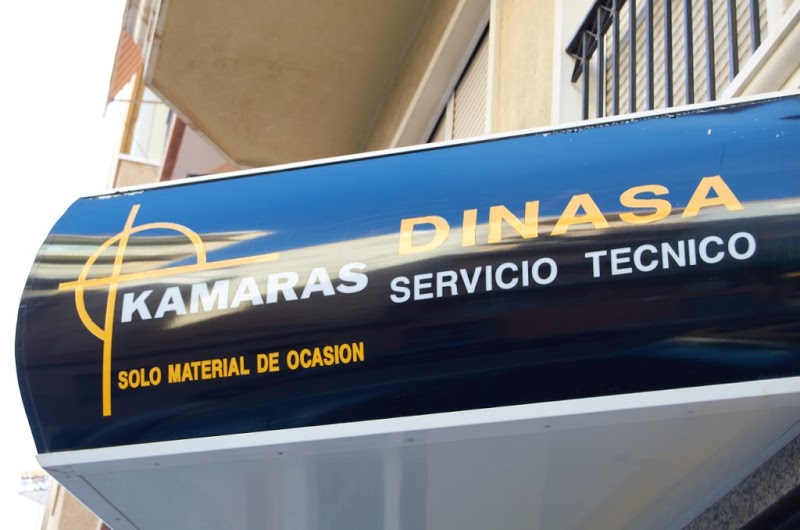 KAMARAS
SOLO MATERIAL DE OCASION
DINASA
SERVICIO TECNICO